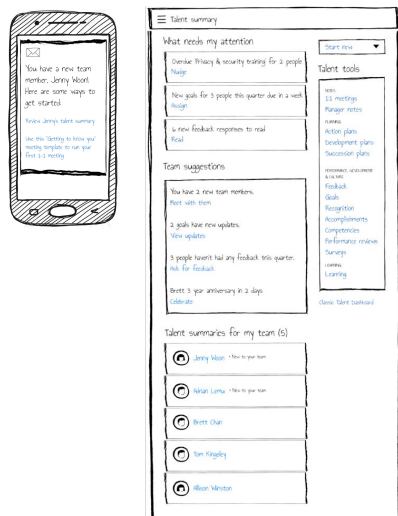 You have a new team
member, Jenny Woon!
Here are some ways to
get started:
Review Jenny's talent summary
Use this "Getting to know you"
meeting template to run your
first 1:1 meeting
Talent summary
What needs my attention
Overdue Privacy & security training for 2 people
Nudge
New goals for 3 people this quarter due in a week
Assign
6 new feedback responses to read
Read
Team suggestions
You have 2 new team members.
Meet with them
2 goals have new updates.
View updates
3 people haven't had any feedback this quarter.
Ask for feedback
Brett 3 year anniversary in 2 days
Celebrate
Talent summaries for my team (5)
Jenny Woon • New to your team
Adrian Lemu • New to your team
Brett Chan
Tom Kingsley
Allison Winston
Start new
Talent tools
NOTES
1:1 meetings
Manager notes
PLANNING
Action plans
Development plans
Succession plans
PERFORMANCE, DEVELOPMENT
& CULTURE
Feedback
Goals
Recognition
Accomplishments
Competencies
Performance reviews
Surveys
LEARNING
Learning
Classic Talent Dashboard